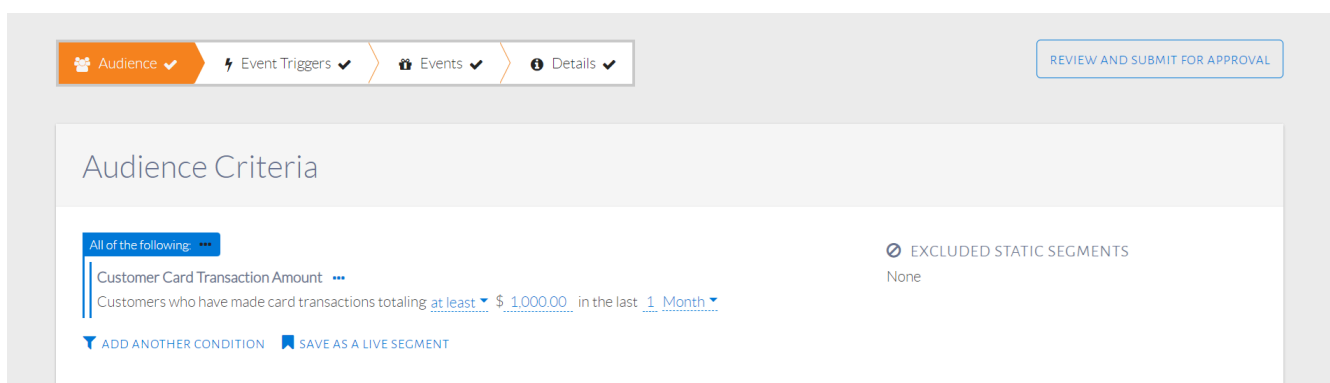 Audience Event Triggers Events Details
REVIEW AND SUBMIT FOR APPROVAL
Audience Criteria
All of the following: •••
Customer Card Transaction Amount •••
Customers who have made card transactions totaling at least $ 1,000.00 in the last 1 Month
ADD ANOTHER CONDITION SAVE AS A LIVE SEGMENT
EXCLUDED STATIC SEGMENTS
None